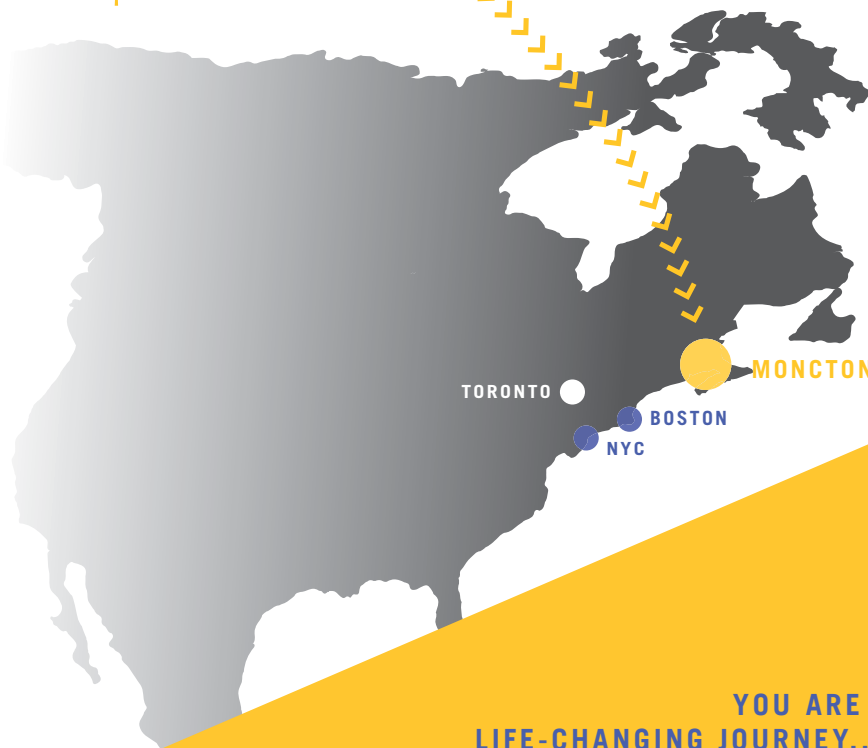 TORONTO
MONCTON
BOSTON
NYC
YOU ARE
LIFE-CHANGING JOURNEY...